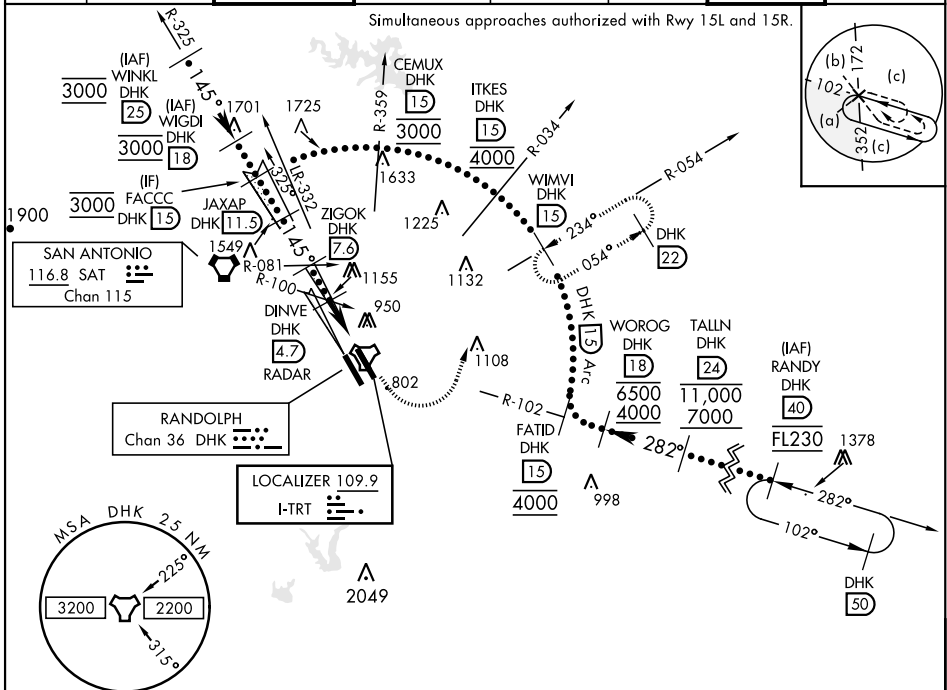 Simultaneous approaches authorized with Rwy 15L and 15R.
R-325
(IAF)
WINKL
DHK
25
3000
145°
1701
(IAF)
WIGDI
DHK
18
3000
(IF)
FACCC
DHK 15
3000
1900
JAXAP
DHK 11.5
325°
LR-332
145°
1725
R-359
CEMUX
DHK
15
3000
1633
ITKES
DHK
15
4000
R-034
1225
1132
WIMVI
DHK
15
R-054
234°
054°
DHK
22
(b)
172
(c)
102
(a)
352
(c)
SAN ANTONIO
116.8 SAT
Chan 115
1549
R-081
R-100
ZIGOK
DHK
7.6
1155
950
DINVE
DHK
4.7
RADAR
802
1108
DHK 15 Arc
R-102
FATID
DHK
15
4000
WOROG
DHK
18
6500
4000
TALLN
DHK
24
11,000
7000
(IAF)
RANDY
DHK
40
FL230
1378
282°
998
282°
102°
DHK
50
RANDOLPH
Chan 36 DHK
LOCALIZER 109.9
I-TRT
2049
MSA DHK 25 NM
225°
3200
2200
315°